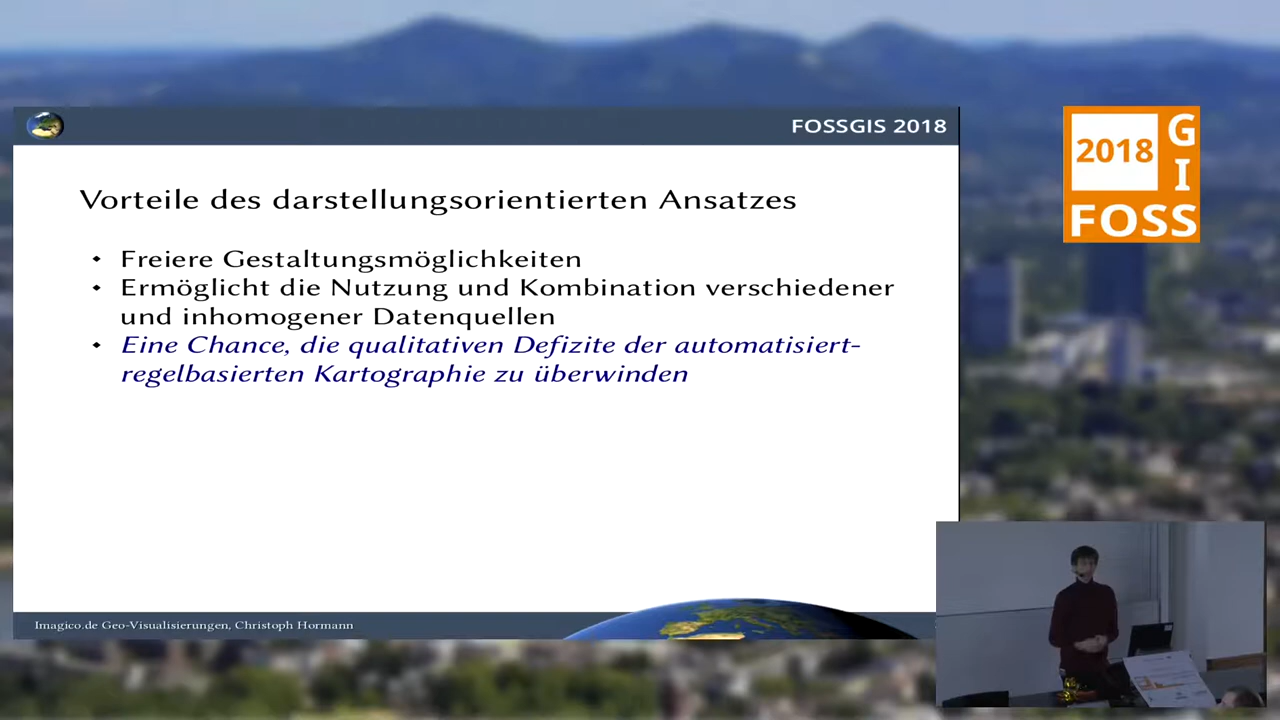 FOSSGIS 2018
Vorteile des darstellungsorientierten Ansatzes
Freiere Gestaltungsmöglichkeiten
Ermöglicht die Nutzung und Kombination verschiedener
und inhomogener Datenquellen
Eine Chance, die qualitativen Defizite der automatisiert-
regelbasierten Kartographie zu überwinden
Imagico.de Geo-Visualisierungen, Christoph Hormann
2018
GI
FOSS